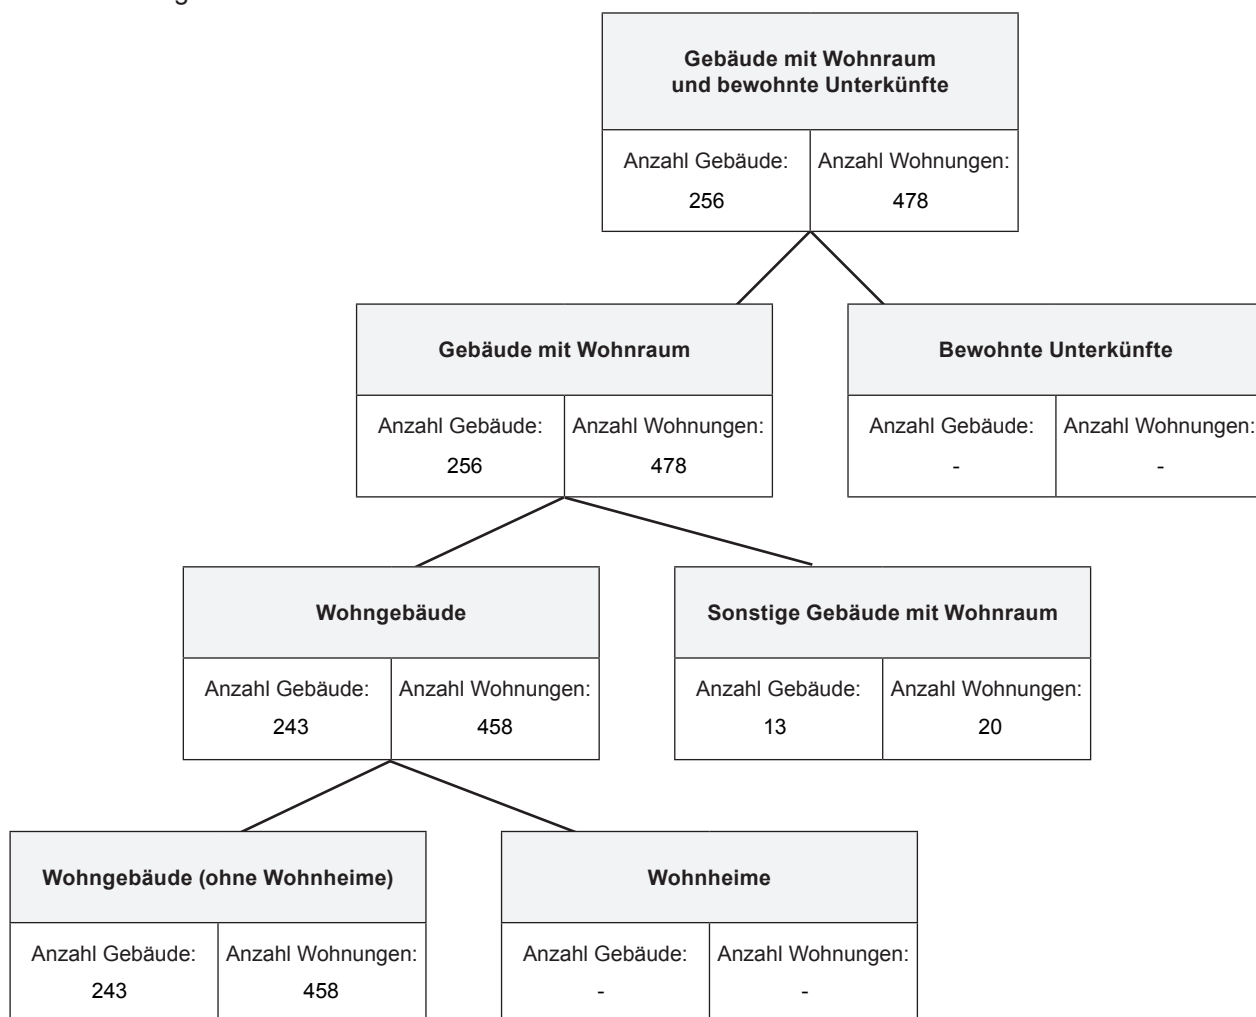 Gebäude mit Wohnraum
und bewohnte Unterkünfte
Anzahl Gebäude: Anzahl Wohnungen:
256 478
Gebäude mit Wohnraum Bewohnte Unterkünfte
Anzahl Gebäude: Anzahl Wohnungen: Anzahl Gebäude: Anzahl Wohnungen:
256 478 - -
Wohngebäude Sonstige Gebäude mit Wohnraum
Anzahl Gebäude: Anzahl Wohnungen: Anzahl Gebäude: Anzahl Wohnungen:
243 458 13 20
Wohngebäude (ohne Wohnheime) Wohnheime
Anzahl Gebäude: Anzahl Wohnungen: Anzahl Gebäude: Anzahl Wohnungen:
243 458 - -